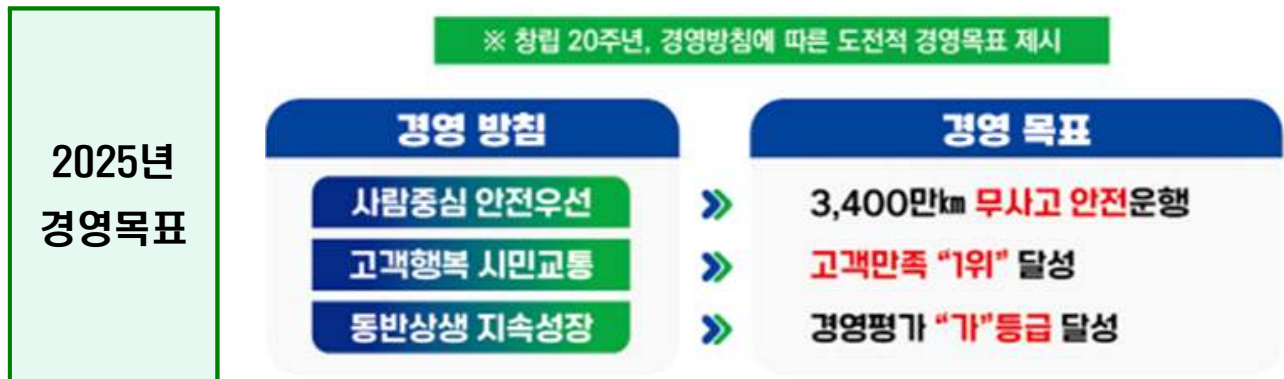 2025년
경영목표
※ 창립 20주년, 경영방침에 따른 도전적 경영목표 제시
경영 방침
경영 목표
사람중심 안전우선
3,400만㎞ 무사고 안전운행
고객행복 시민교통
고객만족 “1위” 달성
동반상생 지속성장
경영평가 “가”등급 달성